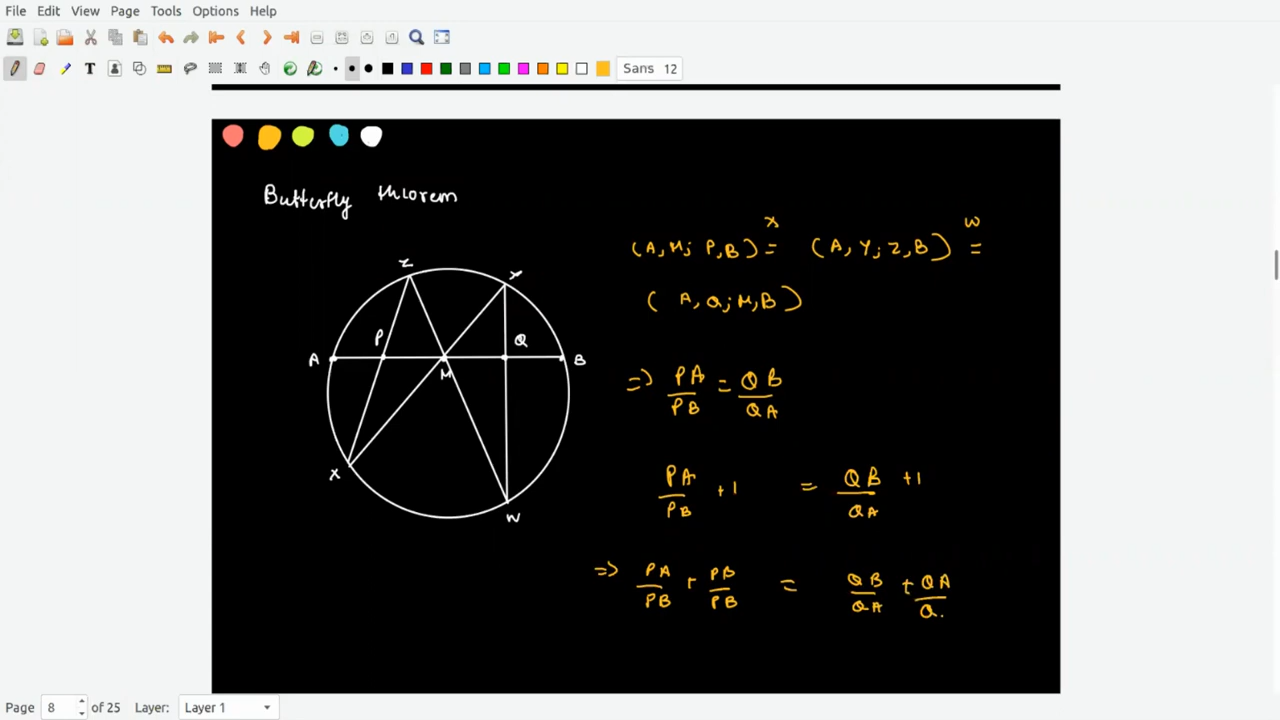 File Edit View Page Tools Options Help
Sans 12
Butterfly theorem
X W
(A, M; P, B) = (A, Y; Z, B) =
(A, Q; M, B)
Z Y
P Q
A B
M
X
W
=> PA/PB = QB/QA
PA/PB +1 = QB/QA +1
=> PA/PB + PB/PB = QB/QA + QA/Q
Page 8 of 25 Layer: Layer 1